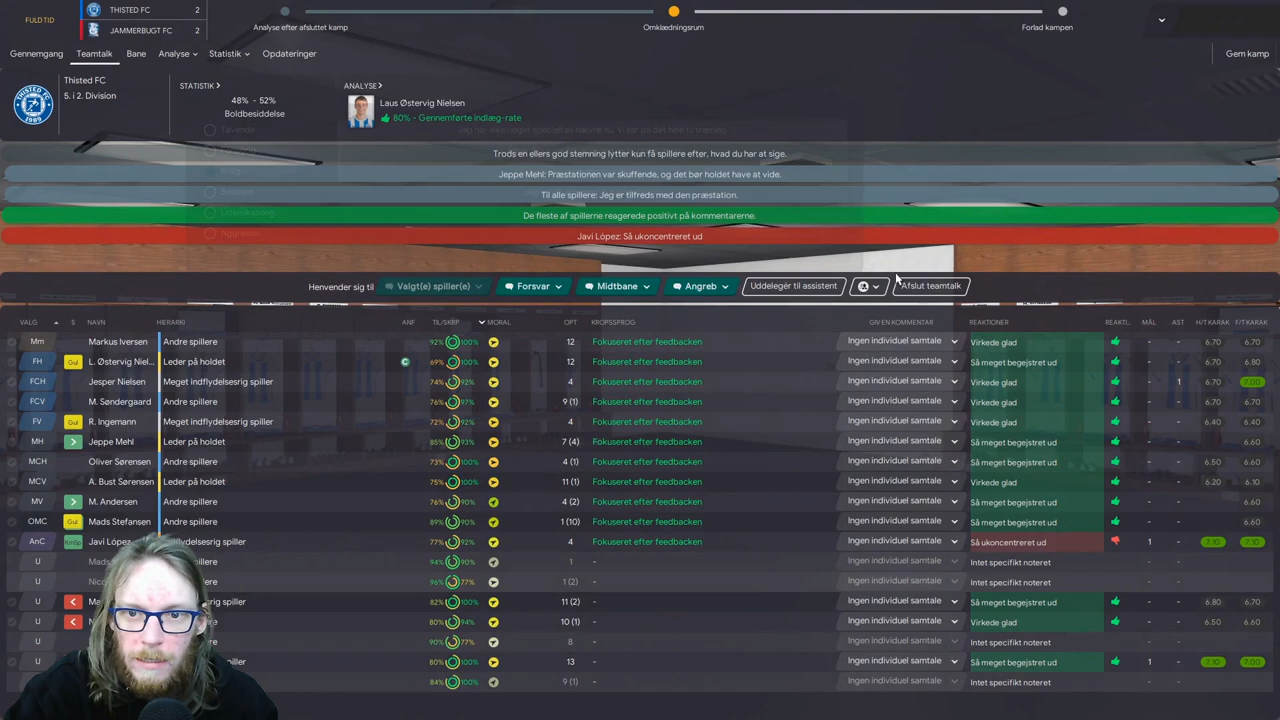 FULDTID
THISTED FC 2
JAMMERBUGT FC 2
Analyse efter afsluttet kamp
Omklædningsrum
Forlad kampen
Gennemgang Teamtalk Bane Analyse Statistik Opdateringer Gem kamp
Thisted FC
5. i 2. Division
STATISTIK
48% - 52%
Boldbesiddelse
ANALYSE
Laus Østervig Nielsen
80% - Gennemførte indlæg-rate
Trods en ellers god stemning lytter kun få spillere efter, hvad du har at sige.
Jeppe Mehl: Præstationen var skuffende, og det bør holdet have at vide.
Til alle spillere: Jeg er tilfreds med den præstation.
De fleste af spillerne reagerede positivt på kommentarerne.
Javi López: Så ukoncentreret ud
Henvender sig til Valgt(e) spiller(e) Forsvar Midtbane Angreb Uddelegér til assistent Afslut teamtalk
VALG S NAVN HIERARKI ANF TIL/SKRP MORAL OPT KROPSSPROG GIV EN KOMMENTAR REAKTIONER REAKTI... MÅL AST H/T KARAK F/T KARAK
Mm Markus Iversen Andre spillere 92% 100% 12 Fokuseret efter feedbacken Ingen individuel samtale Virkede glad - - 6.70 6.70
FH Gul L. Østervig Niel... Leder på holdet C 69% 100% 12 Fokuseret efter feedbacken Ingen individuel samtale Så meget begejstret ud - - 6.70 6.80
FCH Jesper Nielsen Meget indflydelsesrig spiller 74% 92% 4 Fokuseret efter feedbacken Ingen individuel samtale Virkede glad - 1 6.70 7.00
FCV M. Søndergaard Andre spillere 76% 97% 9 (1) Fokuseret efter feedbacken Ingen individuel samtale Virkede glad - - 6.70 6.70
FV Gul R. Ingemann Meget indflydelsesrig spiller 72% 92% 4 Fokuseret efter feedbacken Ingen individuel samtale Virkede glad - - 6.40 6.40
MH Jeppe Mehl Leder på holdet 85% 93% 7 (4) Fokuseret efter feedbacken Ingen individuel samtale Så meget begejstret ud - - 6.60
MCH Oliver Sørensen Andre spillere 73% 100% 4 (1) Fokuseret efter feedbacken Ingen individuel samtale Så meget begejstret ud - - 6.50 6.60
MCV A. Bust Sørensen Leder på holdet 75% 90% 11 (1) Fokuseret efter feedbacken Ingen individuel samtale Virkede glad - - 6.20 6.10
MV M. Andersen Andre spillere 76% 90% 4 (2) Fokuseret efter feedbacken Ingen individuel samtale Så meget begejstret ud - - 6.60
OMC Gul Mads Stefansen Andre spillere 89% 90% 1 (10) Fokuseret efter feedbacken Ingen individuel samtale Så meget begejstret ud - - 6.60
AnC KmSp Javi López flydelsesrig spiller 77% 92% 4 Fokuseret efter feedbacken Ingen individuel samtale Så ukoncentreret ud 1 - 7.10 7.10
U Mads illere 94% 90% 1 - Ingen individuel samtale Intet specifikt noteret
U Nico illere 96% 77% 1 (2) - Ingen individuel samtale Intet specifikt noteret
U Ma srig spiller 82% 100% 11 (2) - Ingen individuel samtale Så meget begejstret ud - - 6.80 6.70
U N ere 80% 94% 10 (1) - Ingen individuel samtale Virkede glad - - 6.50 6.60
U ere 90% 77% 8 - Ingen individuel samtale Intet specifikt noteret
U spiller 80% 100% 13 - Ingen individuel samtale Så meget begejstret ud 1 - 7.10 7.00
84% 100% 9 (1) - Ingen individuel samtale Intet specifikt noteret